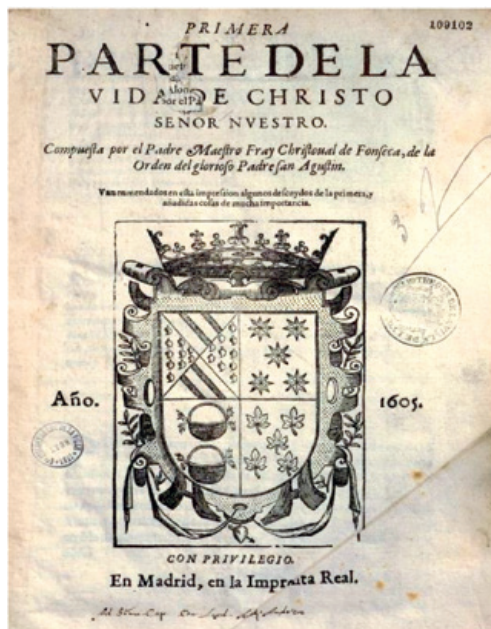 109102
PRIMERA
PARTE DE LA
VIDA DE CHRISTO
SEÑOR NVESTRO.
Compuesta por el Padre Maestro Fray Christoual de Fonseca, de la
Orden del glorioso Padre san Agustin.
Van emendados en esta impression algunos descuydos de la primera, y
añadidas cosas de mucha importancia.
Año. 1605.
CON PRIVILEGIO.
En Madrid, en la Imprenta Real.